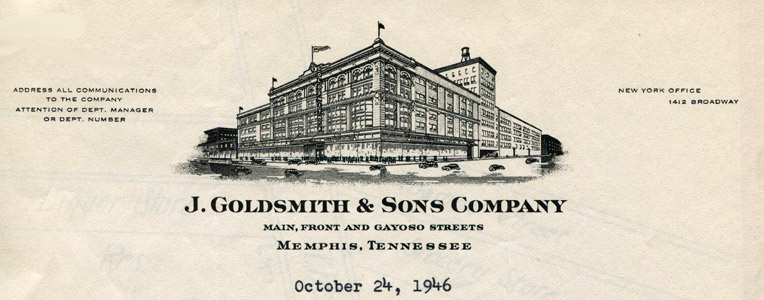 ADDRESS ALL COMMUNICATIONS
TO THE COMPANY
ATTENTION OF DEPT. MANAGER
OR DEPT. NUMBER
NEW YORK OFFICE
1412 BROADWAY
J. GOLDSMITH & SONS COMPANY
MAIN, FRONT AND GAYOSO STREETS
MEMPHIS, TENNESSEE
October 24, 1946